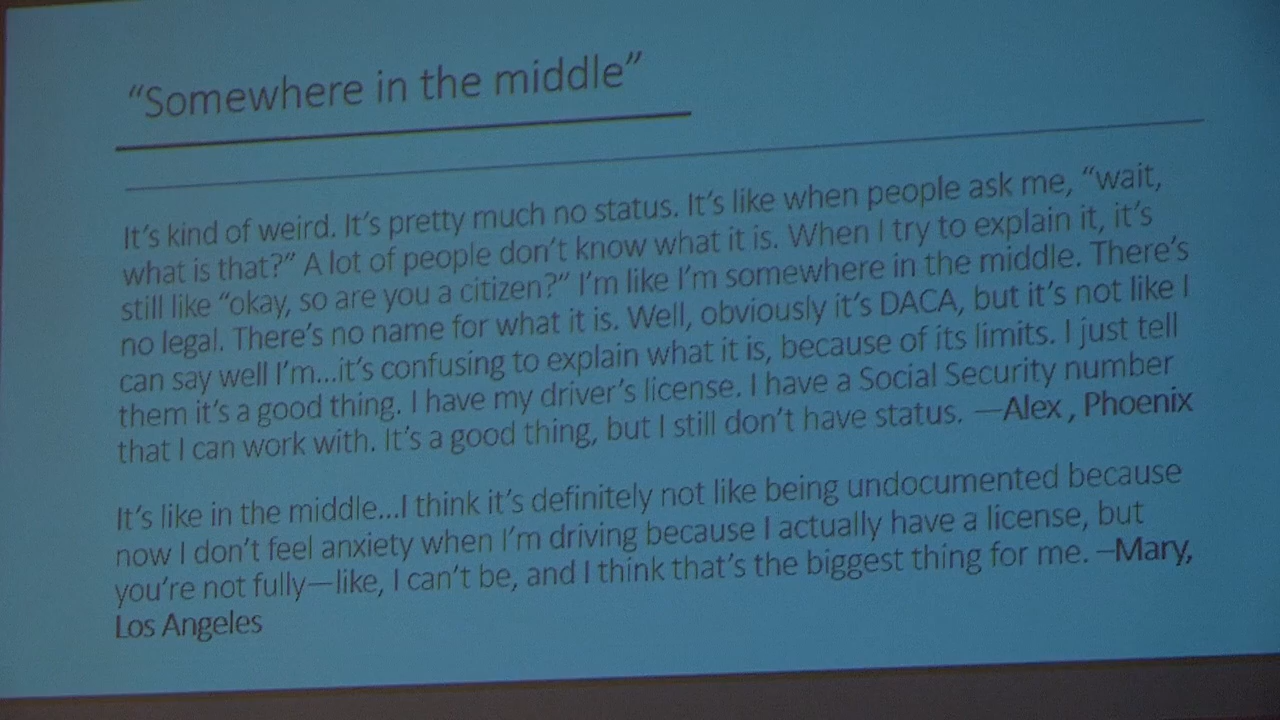 “Somewhere in the middle”
It’s kind of weird. It’s pretty much no status. It’s like when people ask me, “wait,
what is that?” A lot of people don’t know what it is. When I try to explain it, it’s
still like “okay, so are you a citizen?” I’m like I’m somewhere in the middle. There’s
no legal. There’s no name for what it is. Well, obviously it’s DACA, but it’s not like I
can say well I’m...it’s confusing to explain what it is, because of its limits. I just tell
them it’s a good thing. I have my driver’s license. I have a Social Security number
that I can work with. It’s a good thing, but I still don’t have status. —Alex , Phoenix
It’s like in the middle...I think it’s definitely not like being undocumented because
now I don’t feel anxiety when I’m driving because I actually have a license, but
you’re not fully—like, I can’t be, and I think that’s the biggest thing for me. –Mary,
Los Angeles